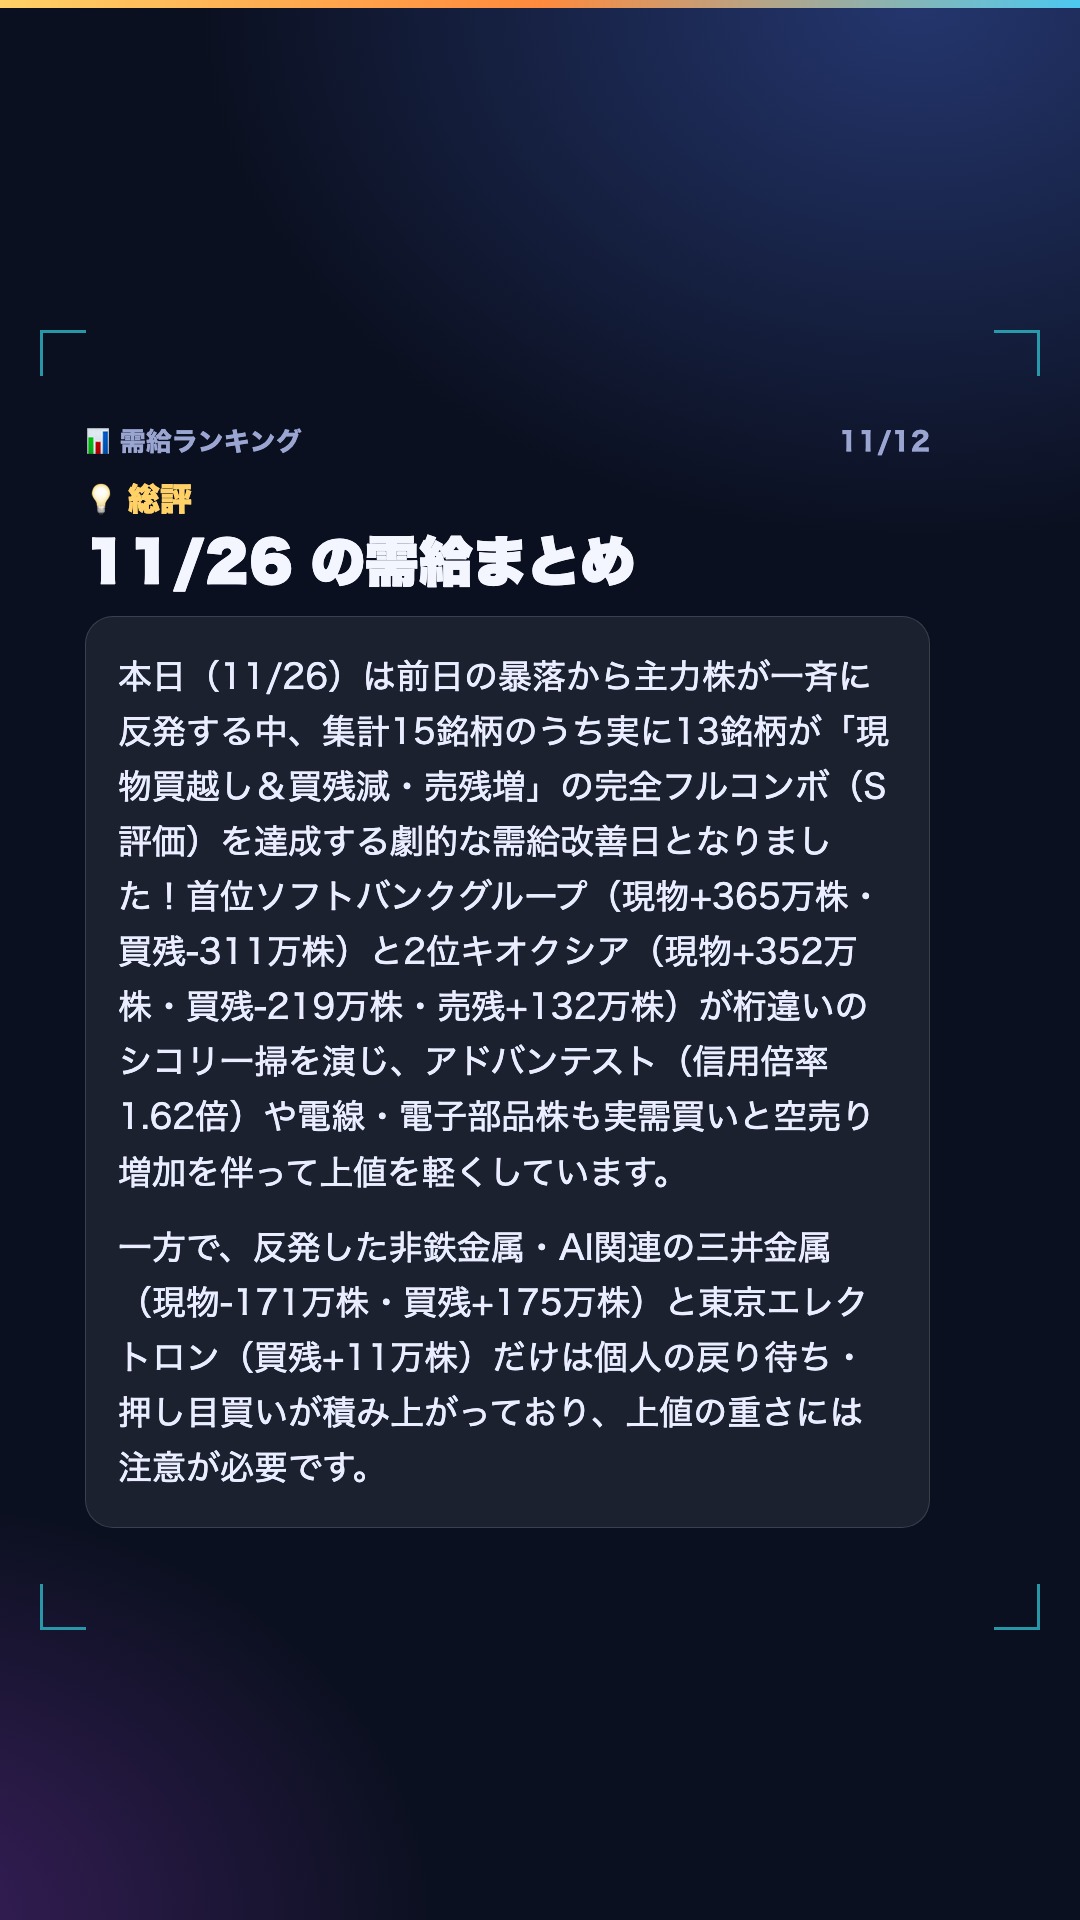 📊 需給ランキング 11/12
💡 総評
11/26 の需給まとめ
本日（11/26）は前日の暴落から主力株が一斉に
反発する中、集計15銘柄のうち実に13銘柄が「現
物買越し＆買残減・売残増」の完全フルコンボ（S
評価）を達成する劇的な需給改善日となりまし
た！首位ソフトバンクグループ（現物+365万株・
買残-311万株）と2位キオクシア（現物+352万
株・買残-219万株・売残+132万株）が桁違いの
シコリ一掃を演じ、アドバンテスト（信用倍率
1.62倍）や電線・電子部品株も実需買いと空売り
増加を伴って上値を軽くしています。
一方で、反発した非鉄金属・AI関連の三井金属
（現物-171万株・買残+175万株）と東京エレク
トロン（買残+11万株）だけは個人の戻り待ち・
押し目買いが積み上がっており、上値の重さには
注意が必要です。